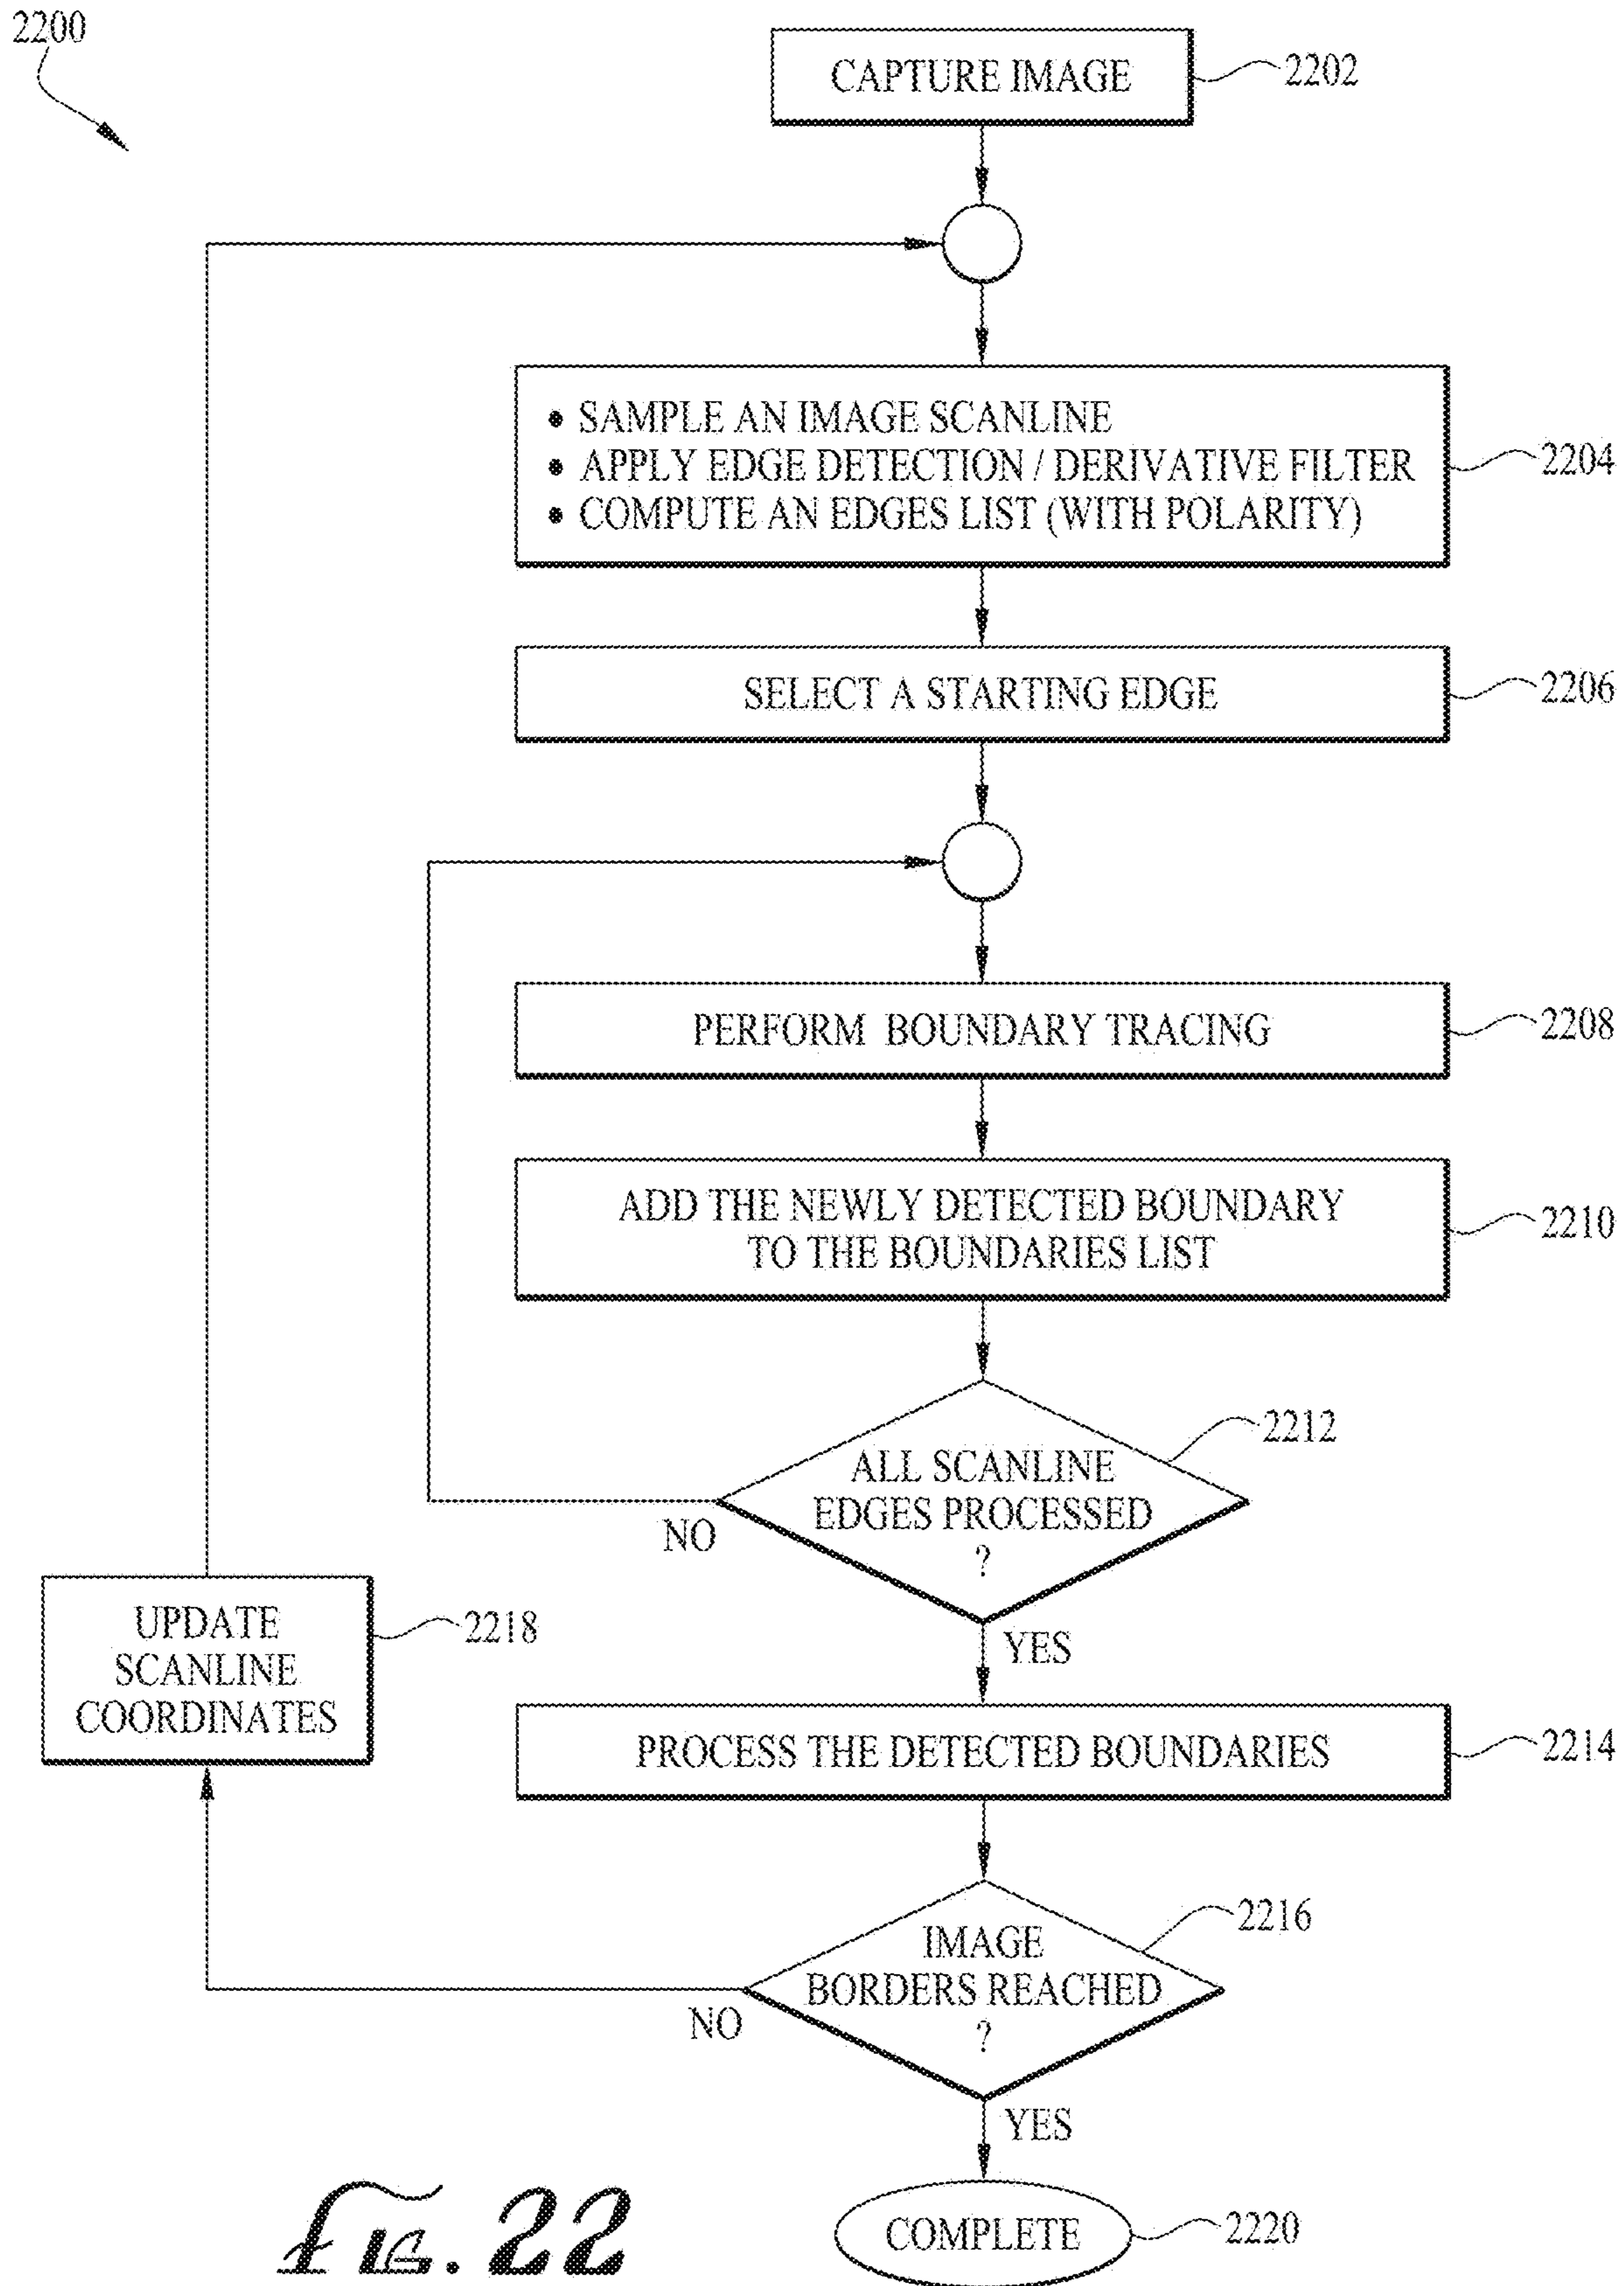 2200
CAPTURE IMAGE
2202
• SAMPLE AN IMAGE SCANLINE
• APPLY EDGE DETECTION / DERIVATIVE FILTER
• COMPUTE AN EDGES LIST (WITH POLARITY)
2204
SELECT A STARTING EDGE
2206
PERFORM BOUNDARY TRACING
2208
ADD THE NEWLY DETECTED BOUNDARY
TO THE BOUNDARIES LIST
2210
ALL SCANLINE
EDGES PROCESSED
?
2212
NO
YES
UPDATE
SCANLINE
COORDINATES
2218
PROCESS THE DETECTED BOUNDARIES
2214
IMAGE
BORDERS REACHED
?
2216
NO
YES
COMPLETE
2220
FIG. 22